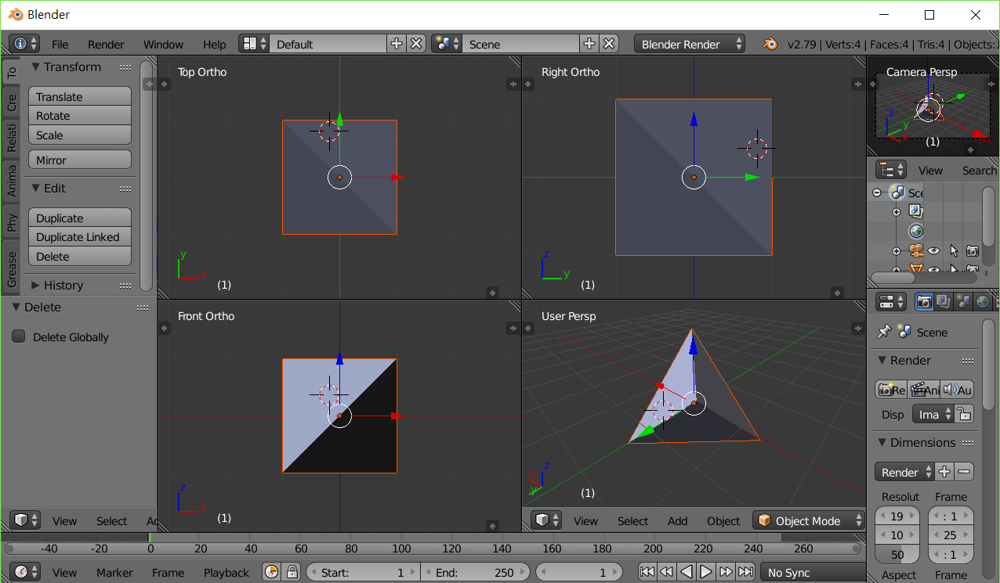 Blender
File Render Window Help Default Scene Blender Render v2.79 | Verts:4 | Faces:4 | Tris:4 | Objects:1
To
Cre
Relati
Anima
Phy
Grease
Transform
Translate
Rotate
Scale
Mirror
Edit
Duplicate
Duplicate Linked
Delete
History
Delete
Delete Globally
Top Ortho
y
x
(1)
Right Ortho
z
y
(1)
Camera Persp
z
y
x
(1)
Front Ortho
z
x
(1)
User Persp
x
z
y
(1)
View Search
Sce
Scene
Render
Re Ani Au
Disp Ima
Dimensions
Render
Resolut Frame
19 : 1
10 25
50 : 1
Aspect Frame
View Select Ad
View Select Add Object Object Mode
-40 -20 0 20 40 60 80 100 120 140 160 180 200 220 240 260
View Marker Frame Playback Start: 1 End: 250 1 No Sync